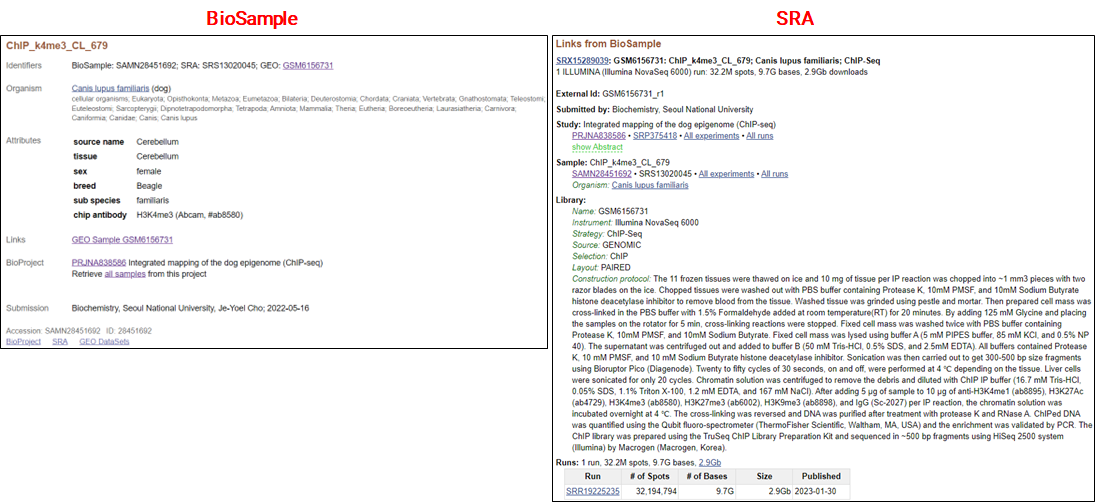 BioSample
SRA
ChIP_k4me3_CL_679
Identifiers BioSample: SAMN28451692; SRA: SRS13020045; GEO: GSM6156731
Organism Canis lupus familiaris (dog)
cellular organisms; Eukaryota; Opisthokonta; Metazoa; Eumetazoa; Bilateria; Deuterostomia; Chordata; Craniata; Vertebrata; Gnathostomata; Teleostomi;
Euteleostomi; Sarcopterygii; Dipnotetrapodomorpha; Tetrapoda; Amniota; Mammalia; Theria; Eutheria; Boreoeutheria; Laurasiatheria; Carnivora;
Caniformia; Canidae; Canis; Canis lupus
Attributes source name Cerebellum
tissue Cerebellum
sex female
breed Beagle
sub species familiaris
chip antibody H3K4me3 (Abcam, #ab8580)
Links GEO Sample GSM6156731
BioProject PRJNA838586 Integrated mapping of the dog epigenome (ChIP-seq)
Retrieve all samples from this project
Submission Biochemistry, Seoul National University, Je-Yoel Cho; 2022-05-16
Accession: SAMN28451692 ID: 28451692
BioProject SRA GEO DataSets
Links from BioSample
SRX15289039: GSM6156731: ChIP_k4me3_CL_679; Canis lupus familiaris; ChIP-Seq
1 ILLUMINA (Illumina NovaSeq 6000) run: 32.2M spots, 9.7G bases, 2.9Gb downloads
External Id: GSM6156731_r1
Submitted by: Biochemistry, Seoul National University
Study: Integrated mapping of the dog epigenome (ChIP-seq)
PRJNA838586 • SRP375418 • All experiments • All runs
show Abstract
Sample: ChIP_k4me3_CL_679
SAMN28451692 • SRS13020045 • All experiments • All runs
Organism: Canis lupus familiaris
Library:
Name: GSM6156731
Instrument: Illumina NovaSeq 6000
Strategy: ChIP-Seq
Source: GENOMIC
Selection: ChIP
Layout: PAIRED
Construction protocol: The 11 frozen tissues were thawed on ice and 10 mg of tissue per IP reaction was chopped into ~1 mm3 pieces with two
razor blades on the ice. Chopped tissues were washed out with PBS buffer containing Protease K, 10mM PMSF, and 10mM Sodium Butyrate
histone deacetylase inhibitor to remove blood from the tissue. Washed tissue was grinded using pestle and mortar. Then prepared cell mass was
cross-linked in the PBS buffer with 1.5% Formaldehyde added at room temperature(RT) for 20 minutes. By adding 125 mM Glycine and placing
the samples on the rotator for 5 min, cross-linking reactions were stopped. Fixed cell mass was washed twice with PBS buffer containing
Protease K, 10mM PMSF, and 10mM Sodium Butyrate. Fixed cell mass was lysed using buffer A (5 mM PIPES buffer, 85 mM KCl, and 0.5% NP
40). The supernatant was centrifuged out and added to buffer B (50 mM Tris-HCl, 0.5% SDS, and 2.5mM EDTA). All buffers contained Protease
K, 10 mM PMSF, and 10 mM Sodium Butyrate histone deacetylase inhibitor. Sonication was then carried out to get 300-500 bp size fragments
using Bioruptor Pico (Diagenode). Twenty to fifty cycles of 30 seconds, on and off, were performed at 4 ℃ depending on the tissue. Liver cells
were sonicated for only 20 cycles. Chromatin solution was centrifuged to remove the debris and diluted with ChIP IP buffer (16.7 mM Tris-HCl,
0.05% SDS, 1.1% Triton X-100, 1.2 mM EDTA, and 167 mM NaCl). After adding 5 μg of sample to 10 μg of anti-H3K4me1 (ab8895), H3K27Ac
(ab4729), H3K4me3 (ab8580), H3K27me3 (ab6002), H3K9me3 (ab8898), and IgG (Sc-2027) per IP reaction, the chromatin solution was
incubated overnight at 4 ℃. The cross-linking was reversed and DNA was purified after treatment with protease K and RNase A. ChIPed DNA
was quantified using the Qubit fluoro-spectrometer (ThermoFisher Scientific, Waltham, MA, USA) and the enrichment was validated by PCR. The
ChIP library was prepared using the TruSeq ChIP Library Preparation Kit and sequenced in ~500 bp fragments using HiSeq 2500 system
(Illumina) by Macrogen (Macrogen, Korea).
Runs: 1 run, 32.2M spots, 9.7G bases, 2.9Gb
Run # of Spots # of Bases Size Published
SRR19225235 32,194,794 9.7G 2.9Gb 2023-01-30